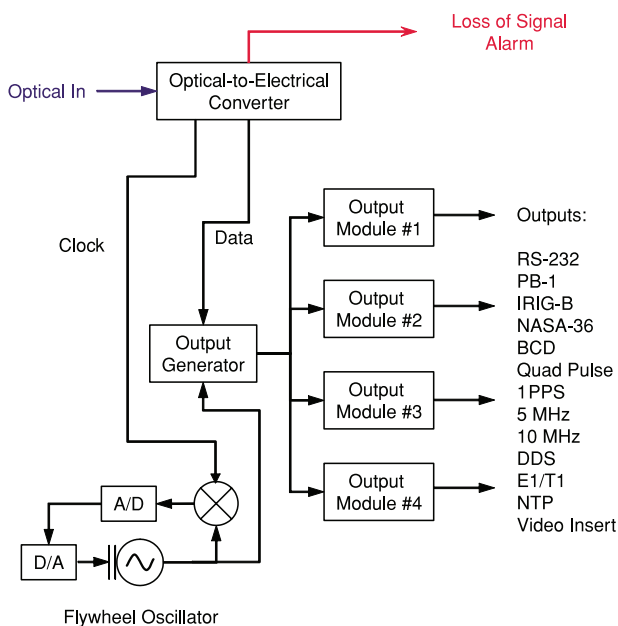 Loss of Signal
Alarm
Optical In
Optical-to-Electrical
Converter
Clock
Data
Output
Generator
Output
Module #1
Output
Module #2
Output
Module #3
Output
Module #4
Outputs:
RS-232
PB-1
IRIG-B
NASA-36
BCD
Quad Pulse
1PPS
5 MHz
10 MHz
DDS
E1/T1
NTP
Video Insert
A/D
D/A
Flywheel Oscillator